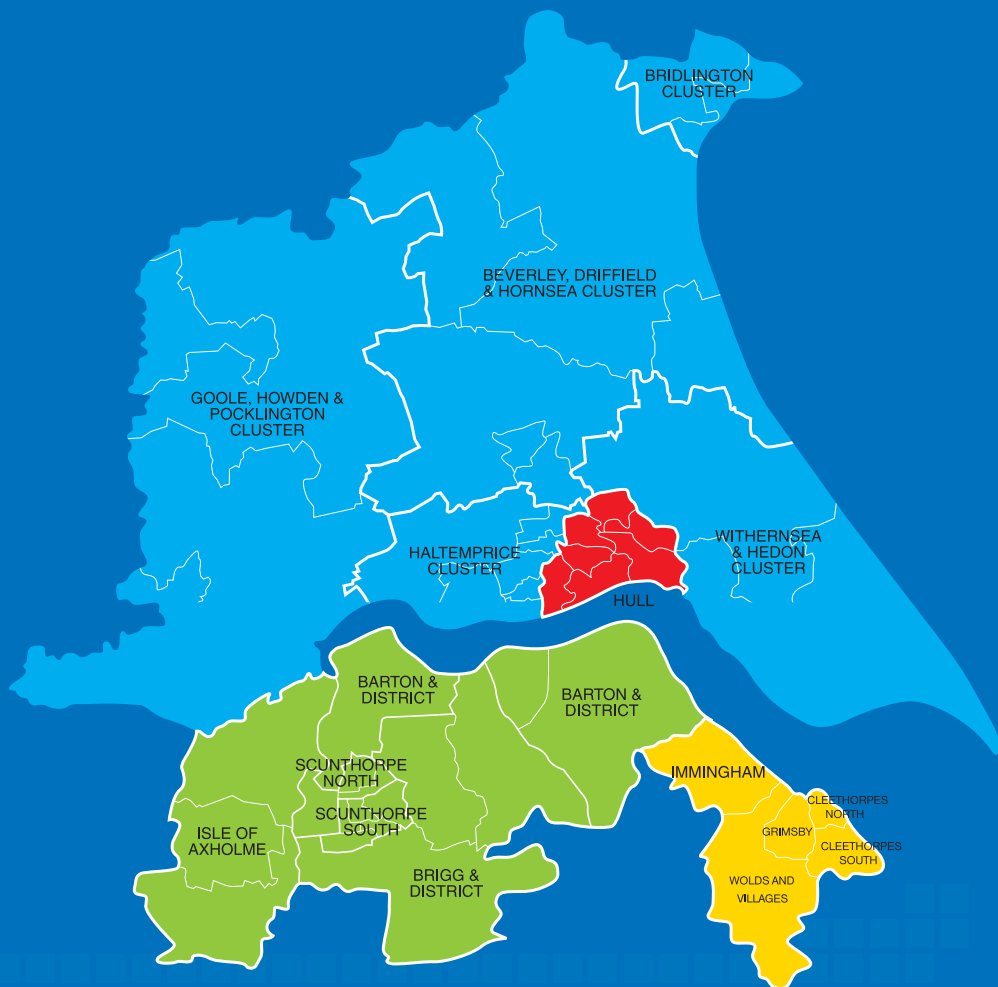 BRIDLINGTON
CLUSTER
BEVERLEY, DRIFFIELD
& HORNSEA CLUSTER
GOOLE, HOWDEN &
POCKLINGTON
CLUSTER
HALTEMPRICE
CLUSTER
WITHERNSEA
& HEDON
CLUSTER
HULL
BARTON &
DISTRICT
BARTON &
DISTRICT
SCUNTHORPE
NORTH
SCUNTHORPE
SOUTH
ISLE OF
AXHOLME
BRIGG &
DISTRICT
IMMINGHAM
CLEETHORPES
NORTH
GRIMSBY
CLEETHORPES
SOUTH
WOLDS AND
VILLAGES